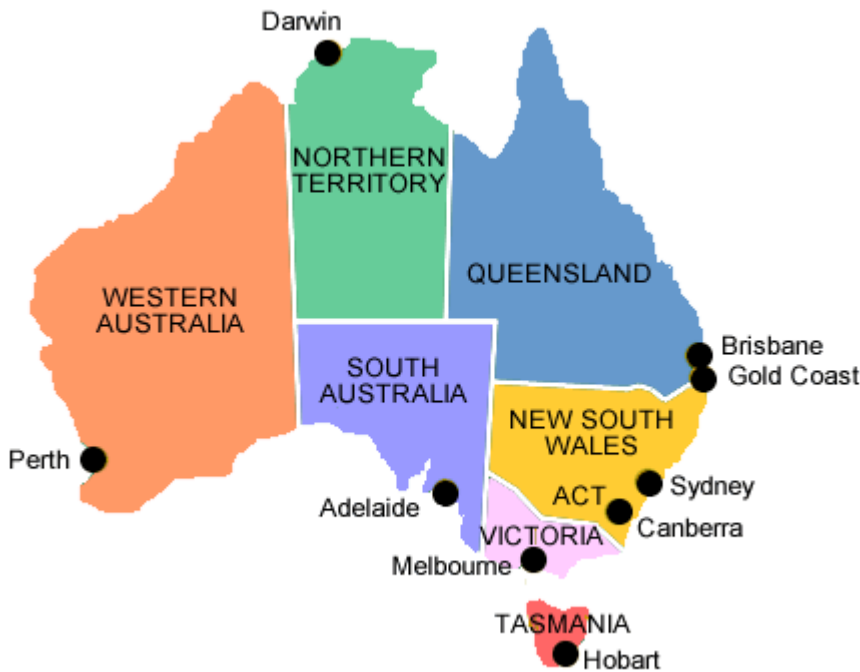 Darwin
NORTHERN
TERRITORY
QUEENSLAND
WESTERN
AUSTRALIA
Brisbane
SOUTH
AUSTRALIA
Gold Coast
NEW SOUTH
WALES
Perth
Adelaide
ACT
Sydney
Canberra
VICTORIA
Melbourne
TASMANIA
Hobart